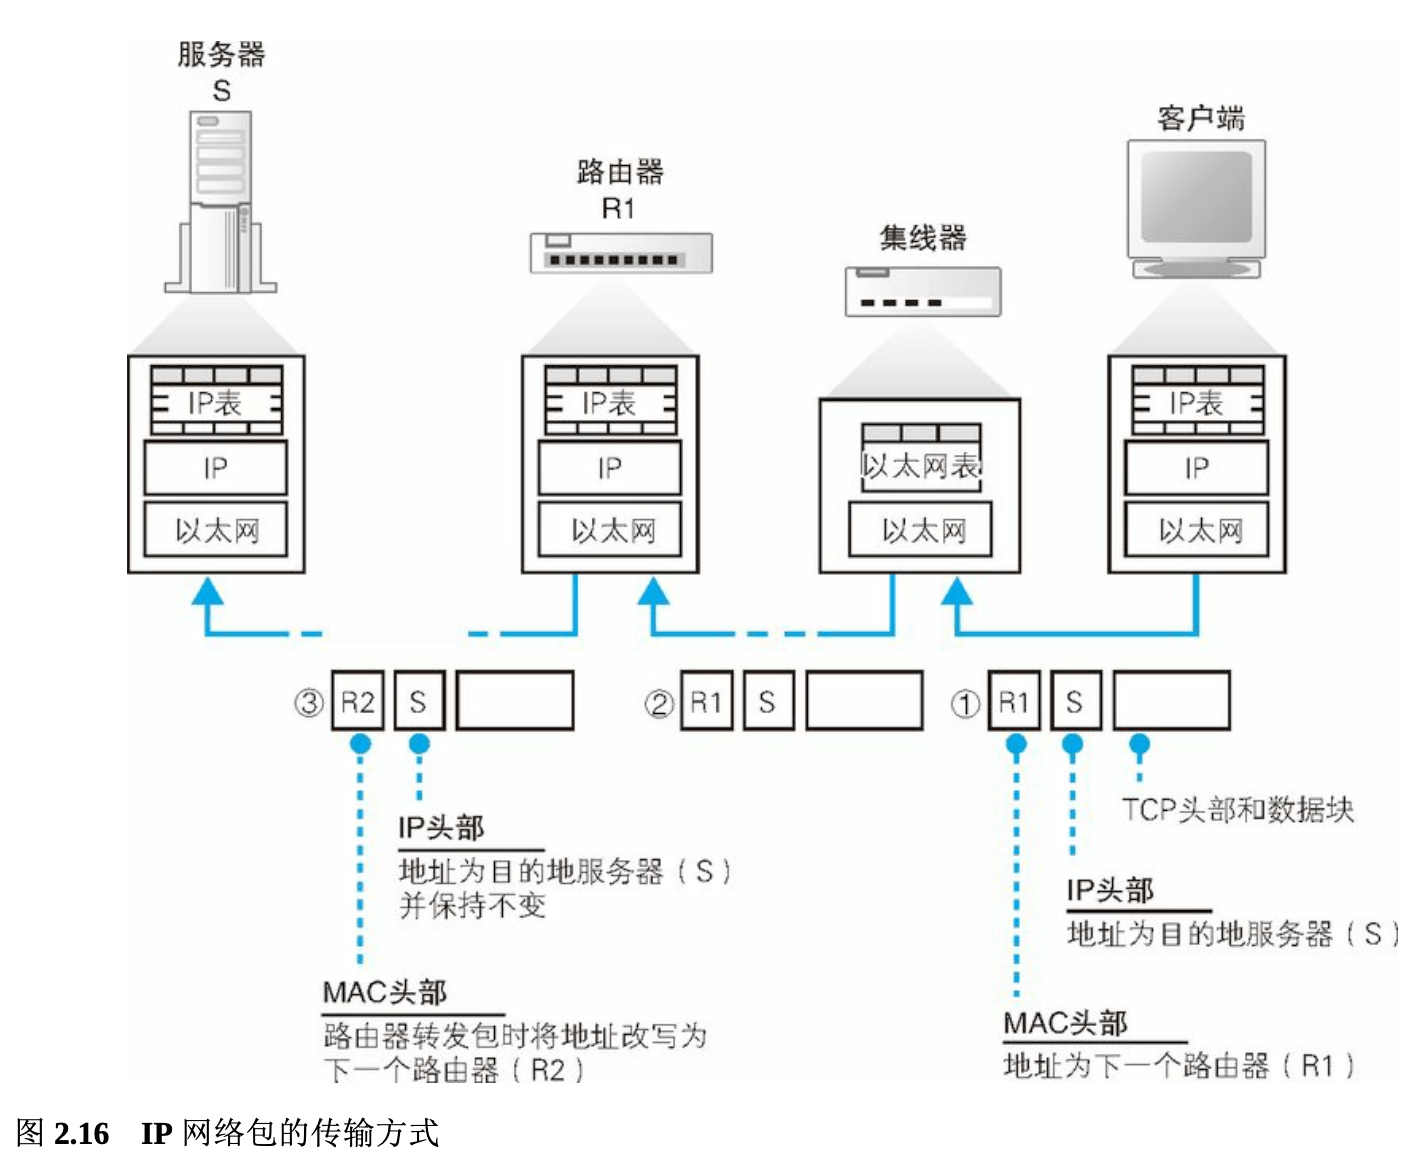 服务器
S
路由器
R1
集线器
客户端
IP表
IP
以太网
IP表
IP
以太网
以太网表
以太网
IP表
IP
以太网
③ R2 S
② R1 S
① R1 S
TCP头部和数据块
IP头部
地址为目的地服务器（S）
并保持不变
IP头部
地址为目的地服务器（S）
MAC头部
路由器转发包时将地址改写为
下一个路由器（R2）
MAC头部
地址为下一个路由器（R1）
图 2.16 IP 网络包的传输方式